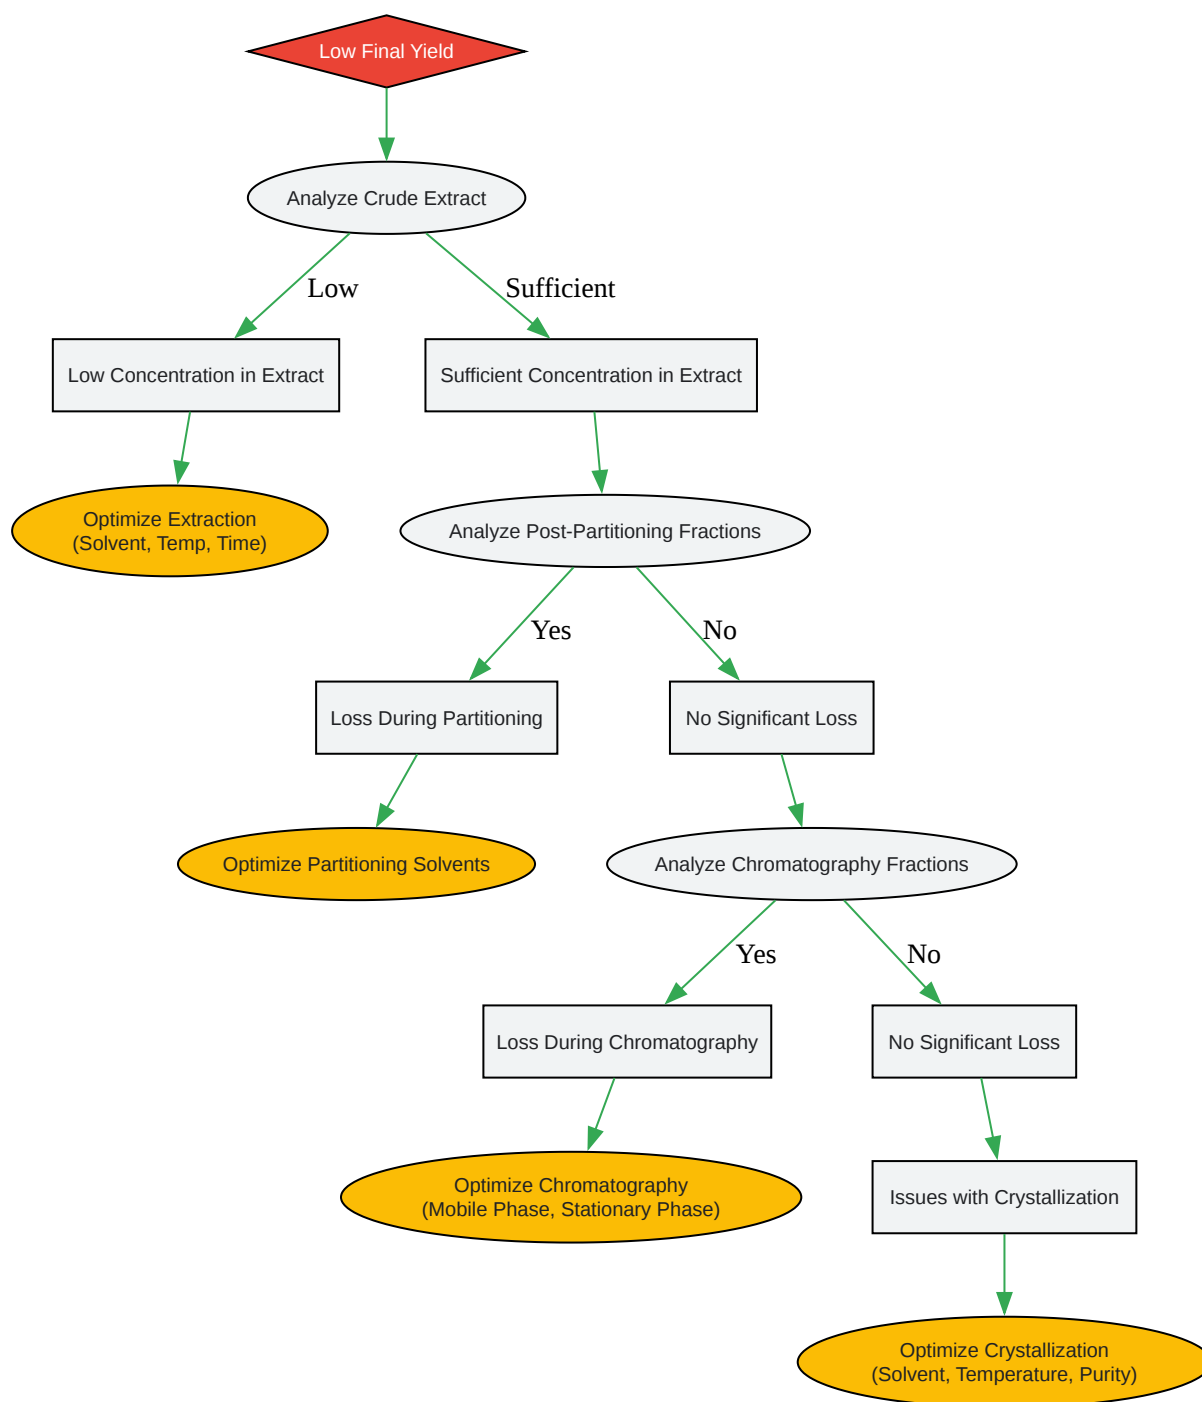 Low Final Yield
Analyze Crude Extract
Low
Sufficient
Low Concentration in Extract
Sufficient Concentration in Extract
Optimize Extraction
(Solvent, Temp, Time)
Analyze Post-Partitioning Fractions
Yes
No
Loss During Partitioning
No Significant Loss
Optimize Partitioning Solvents
Analyze Chromatography Fractions
Yes
No
Loss During Chromatography
No Significant Loss
Optimize Chromatography
(Mobile Phase, Stationary Phase)
Issues with Crystallization
Optimize Crystallization
(Solvent, Temperature, Purity)